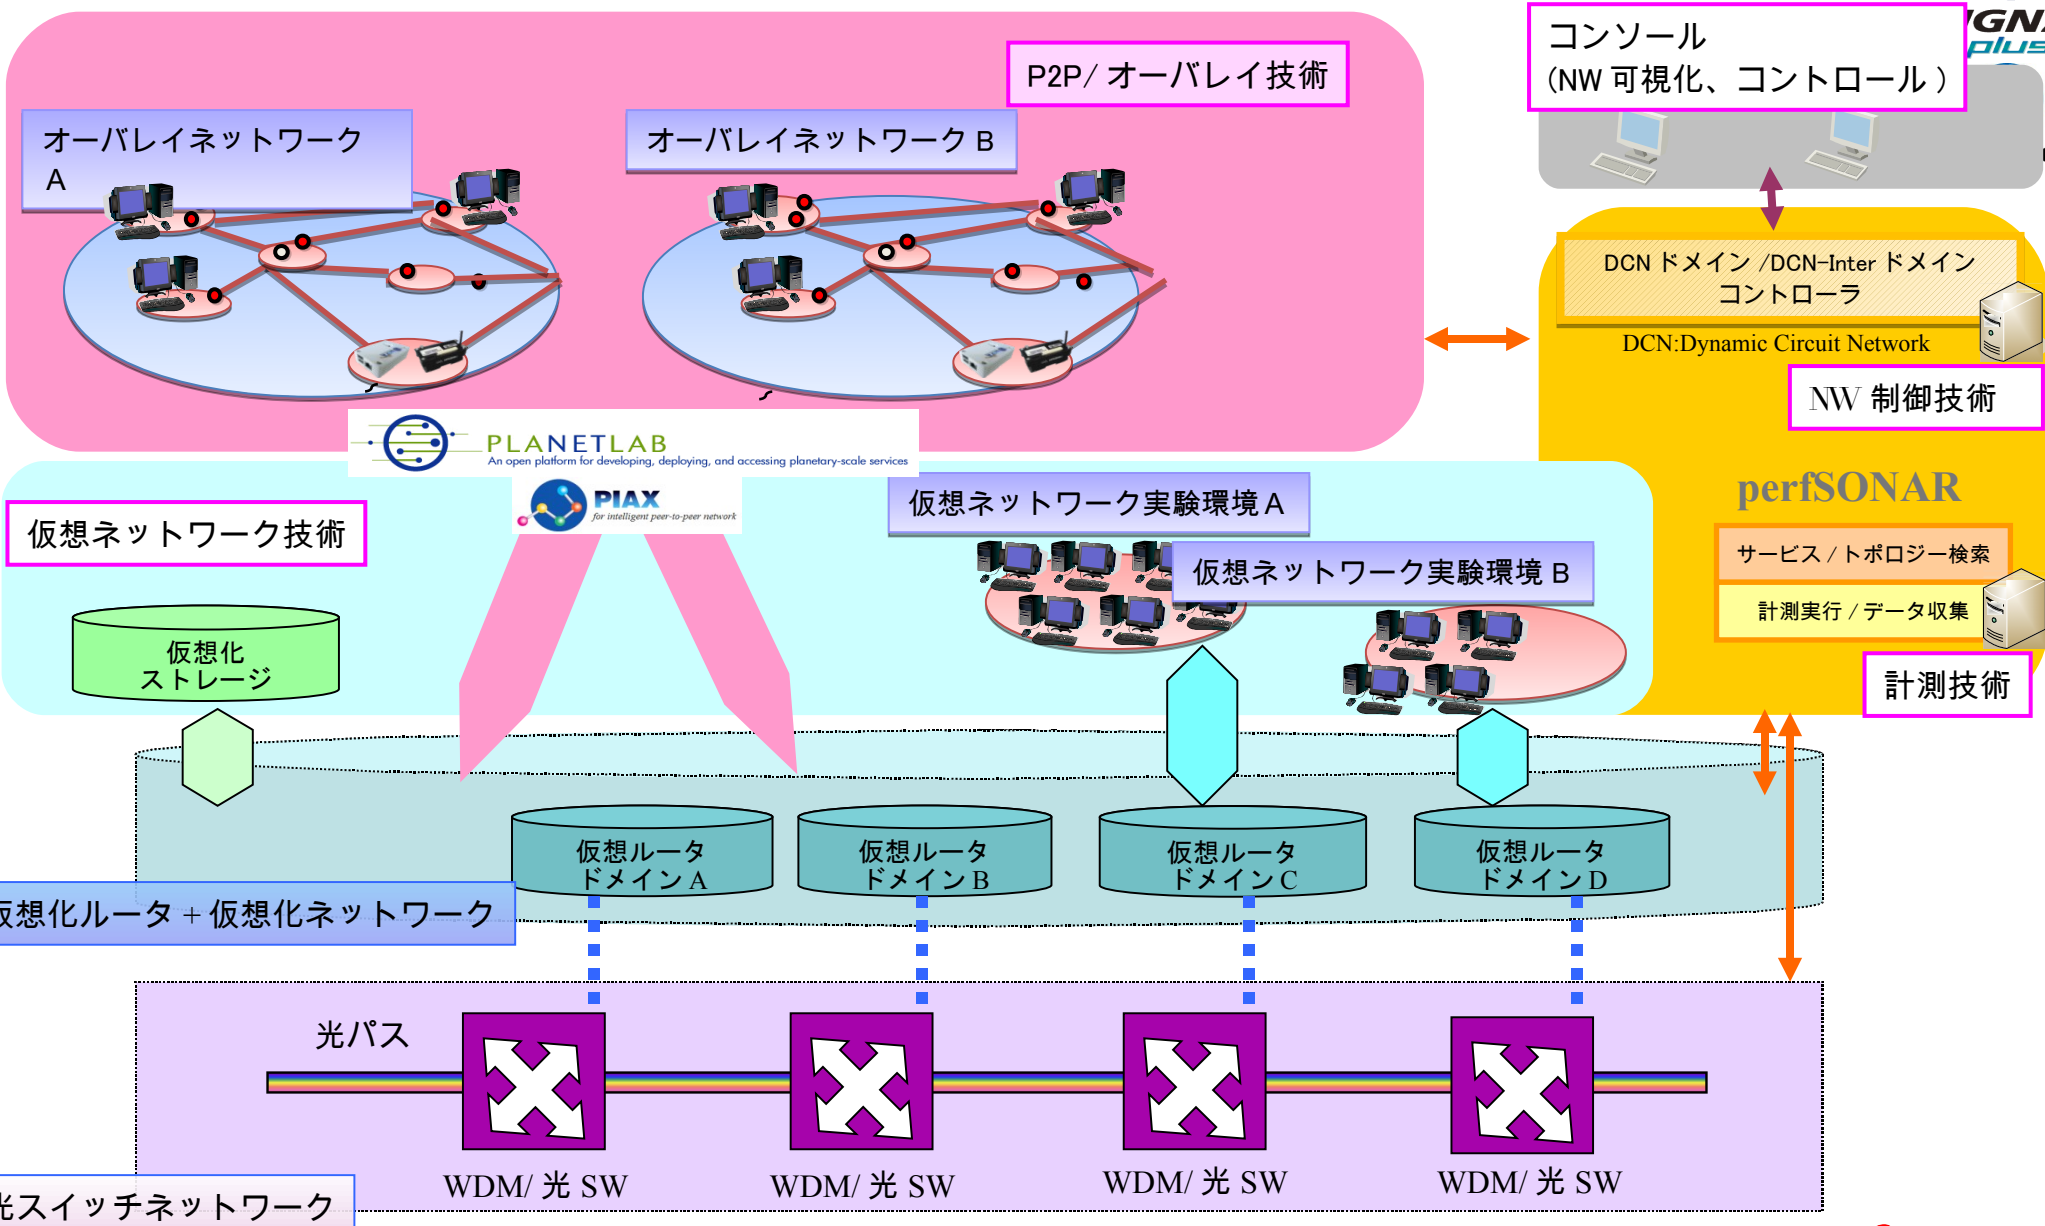 コンソール
(NW 可視化、コントロール )
plus
P2P/ オーバレイ技術
オーバレイネットワーク
A
オーバレイネットワーク B
DCN ドメイン /DCN-Inter ドメイン
コントローラ
DCN:Dynamic Circuit Network
NW 制御技術
PLANETLAB
An open platform for developing, deploying, and accessing planetary-scale services
PIAX
for intelligent peer-to-peer network
perfSONAR
仮想ネットワーク技術
仮想ネットワーク実験環境 A
仮想ネットワーク実験環境 B
サービス / トポロジー検索
計測実行 / データ収集
計測技術
仮想化
ストレージ
仮想ルータ
ドメイン A
仮想ルータ
ドメイン B
仮想ルータ
ドメイン C
仮想ルータ
ドメイン D
仮想化ルータ + 仮想化ネットワーク
光パス
WDM/ 光 SW
WDM/ 光 SW
WDM/ 光 SW
WDM/ 光 SW
光スイッチネットワーク